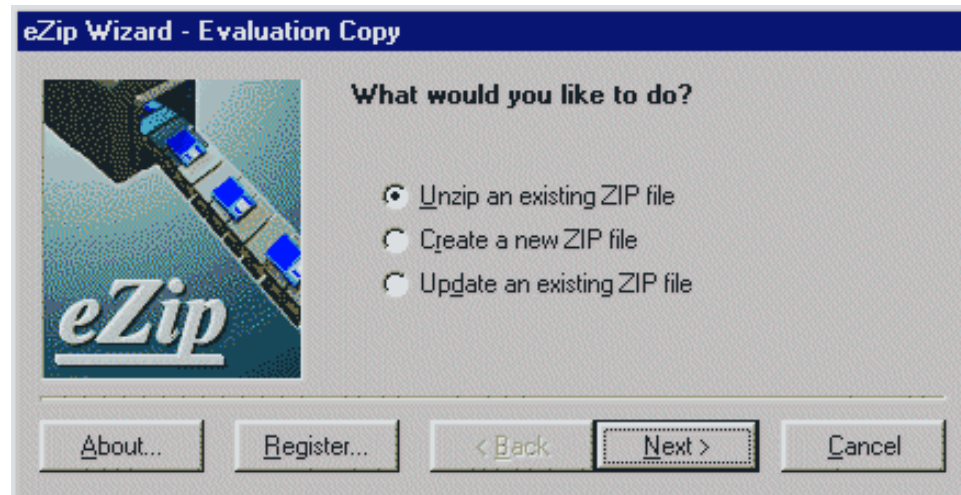 eZip Wizard - Evaluation Copy
What would you like to do?
Unzip an existing ZIP file
Create a new ZIP file
Update an existing ZIP file
eZip
About... Register... < Back Next > Cancel